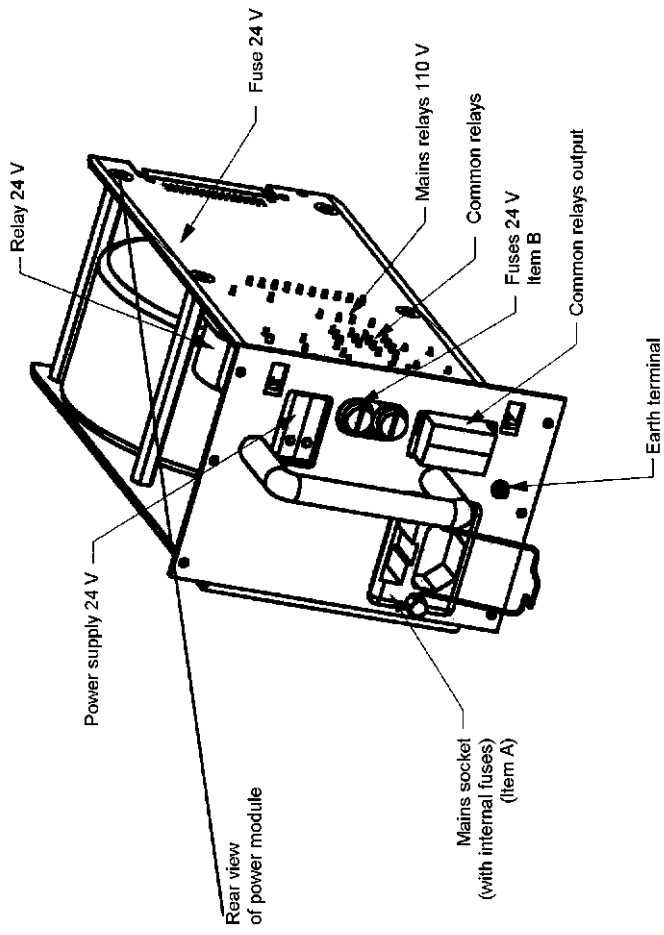 Rear view
of power module
Power supply 24 V
Relay 24 V
Fuse 24 V
Mains relays 110 V
Common relays
Fuses 24 V
Item B
Common relays output
Earth terminal
Mains socket
(with internal fuses)
(Item A)